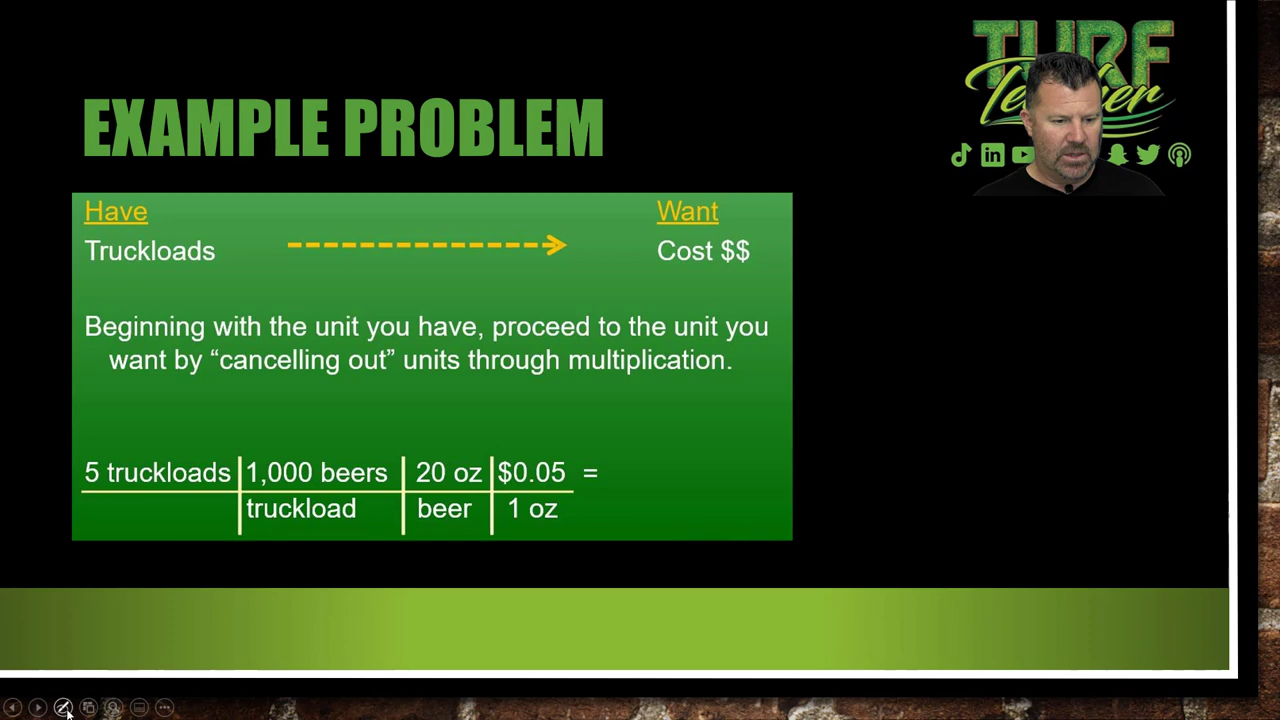 TURF
Teacher
EXAMPLE PROBLEM
Have Want
Truckloads Cost $$
Beginning with the unit you have, proceed to the unit you
want by “cancelling out” units through multiplication.
5 truckloads 1,000 beers 20 oz $0.05 =
truckload beer 1 oz